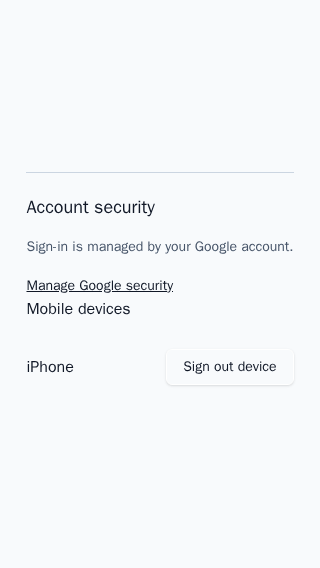 Account security
Sign-in is managed by your Google account.
Manage Google security
Mobile devices
iPhone
Sign out device